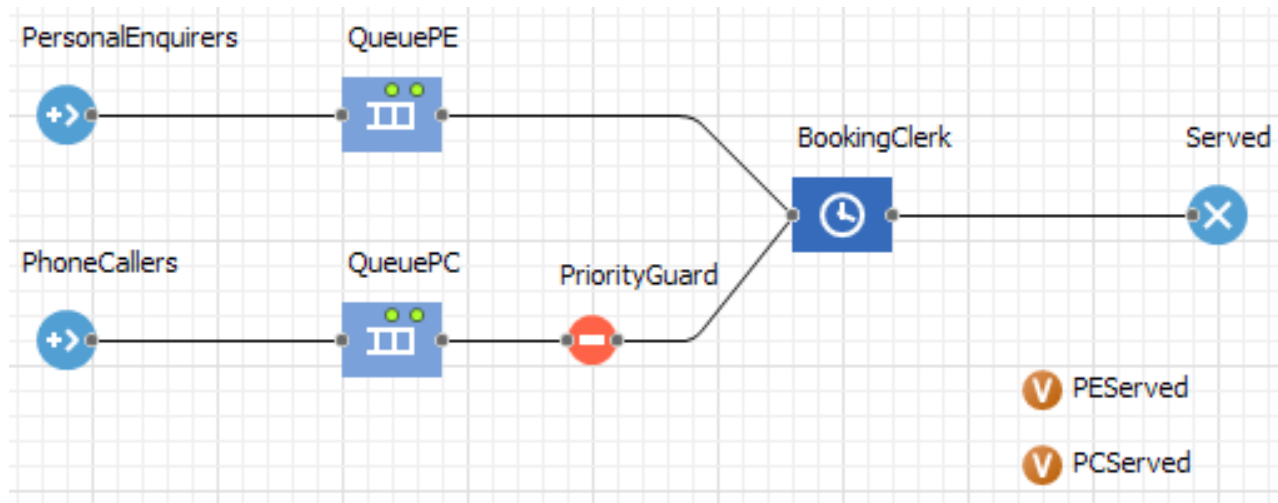 PersonalEnquirers
QueuePE
BookingClerk
Served
PhoneCallers
QueuePC
PriorityGuard
V PEServed
V PCServed